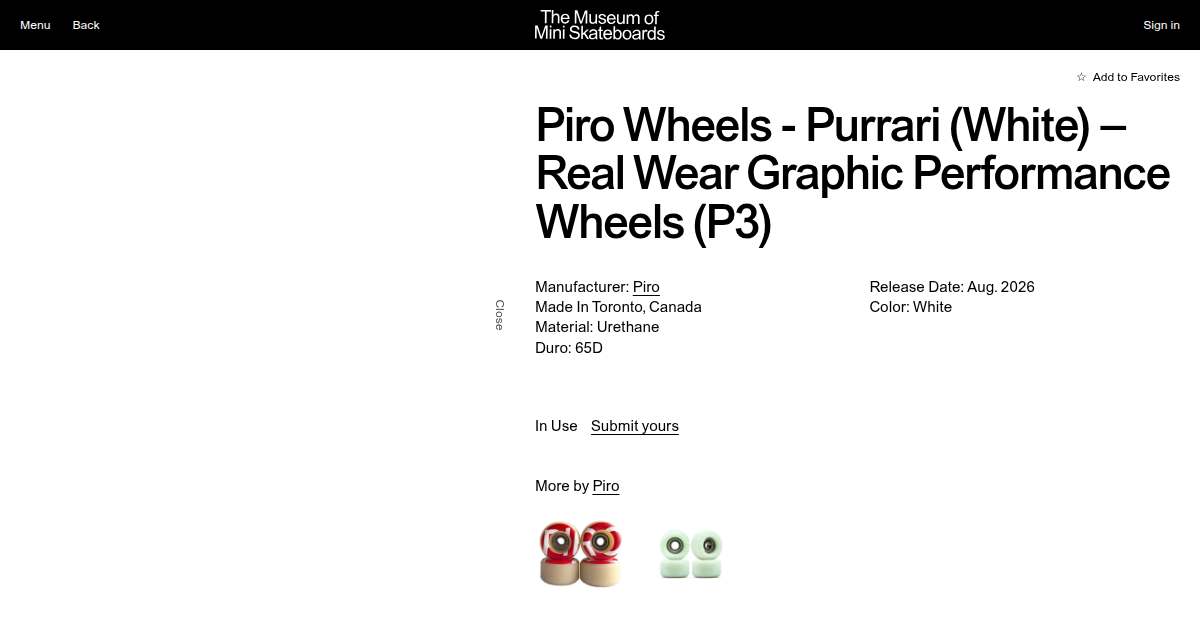 Menu
Back
The Museum of
Mini Skateboards
Sign in
☆ Add to Favorites
Piro Wheels - Purrari (White) –
Real Wear Graphic Performance
Wheels (P3)
Close
Manufacturer: Piro
Made In Toronto, Canada
Material: Urethane
Duro: 65D
Release Date: Aug. 2026
Color: White
In Use
Submit yours
More by Piro